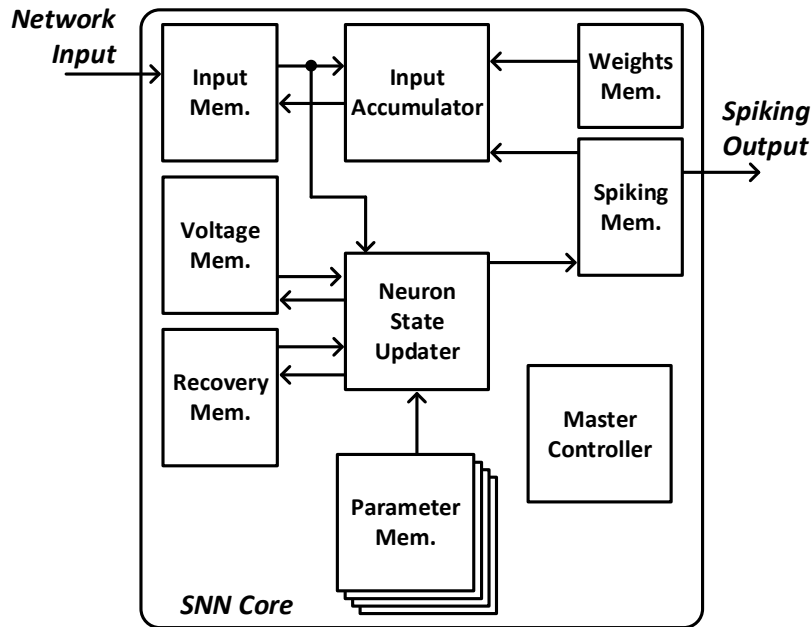 Network
Input
Input
Mem.
Input
Accumulator
Weights
Mem.
Spiking
Output
Spiking
Mem.
Voltage
Mem.
Neuron
State
Updater
Recovery
Mem.
Master
Controller
Parameter
Mem.
SNN Core